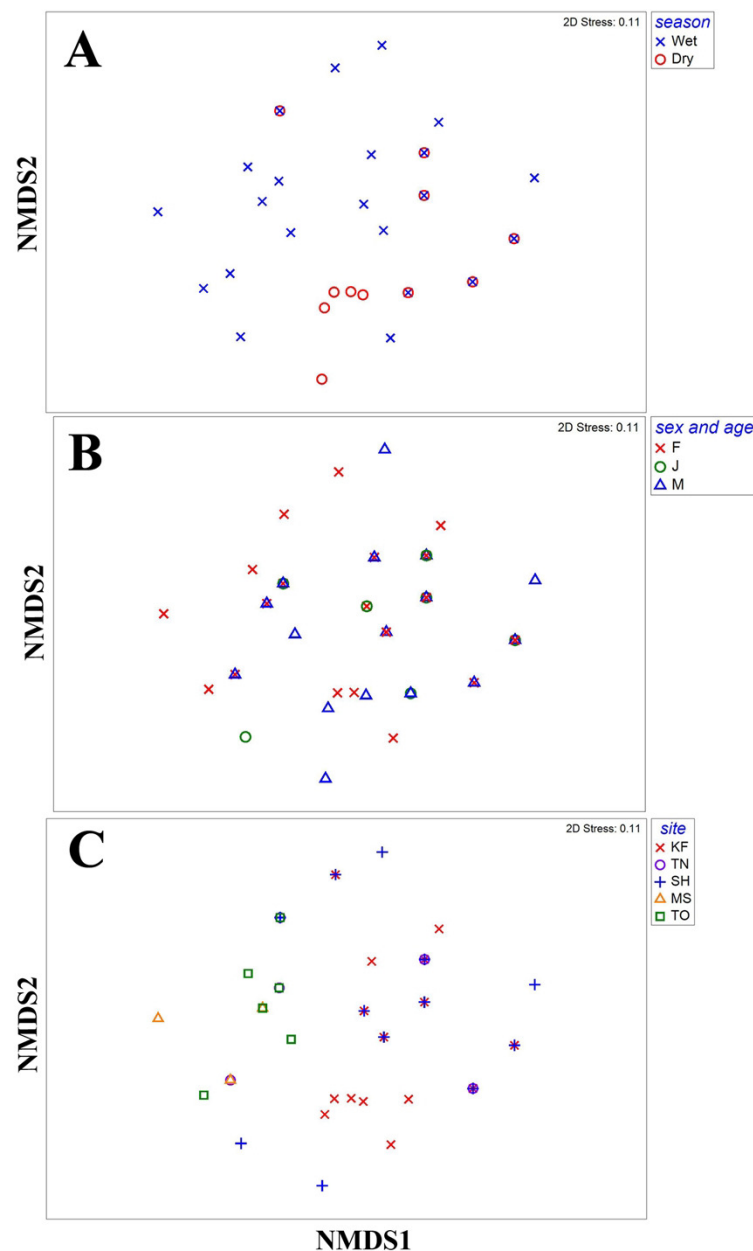 A
2D Stress: 0.11
season
Wet
Dry
NMDS2
B
2D Stress: 0.11
sex and age
F
J
M
NMDS2
C
2D Stress: 0.11
site
KF
TN
SH
MS
TO
NMDS2
NMDS1